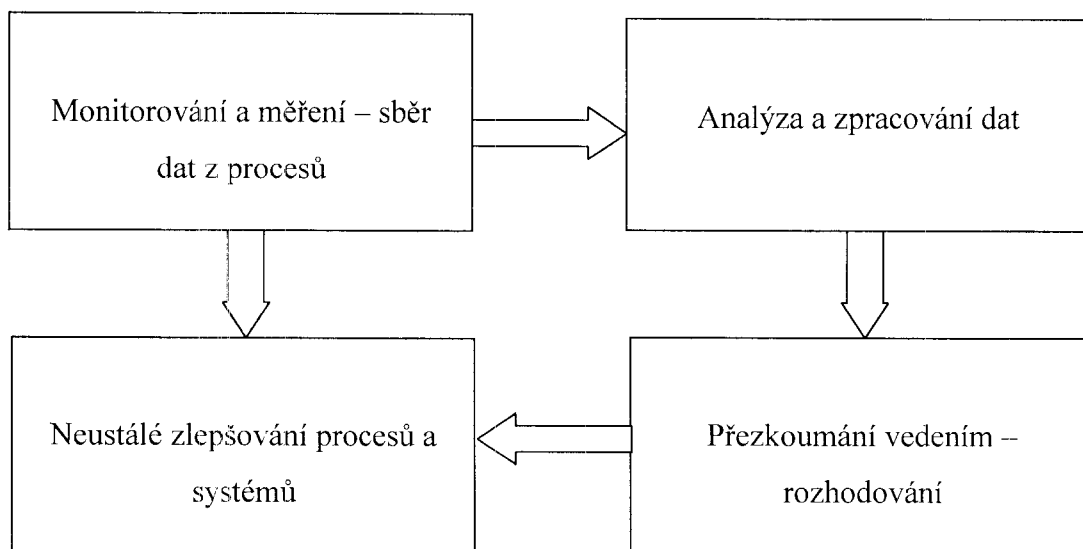 Monitorování a měření – sběr
dat z procesů
Analýza a zpracování dat
Neustálé zlepšování procesů a
systémů
Přezkoumání vedením –
rozhodování